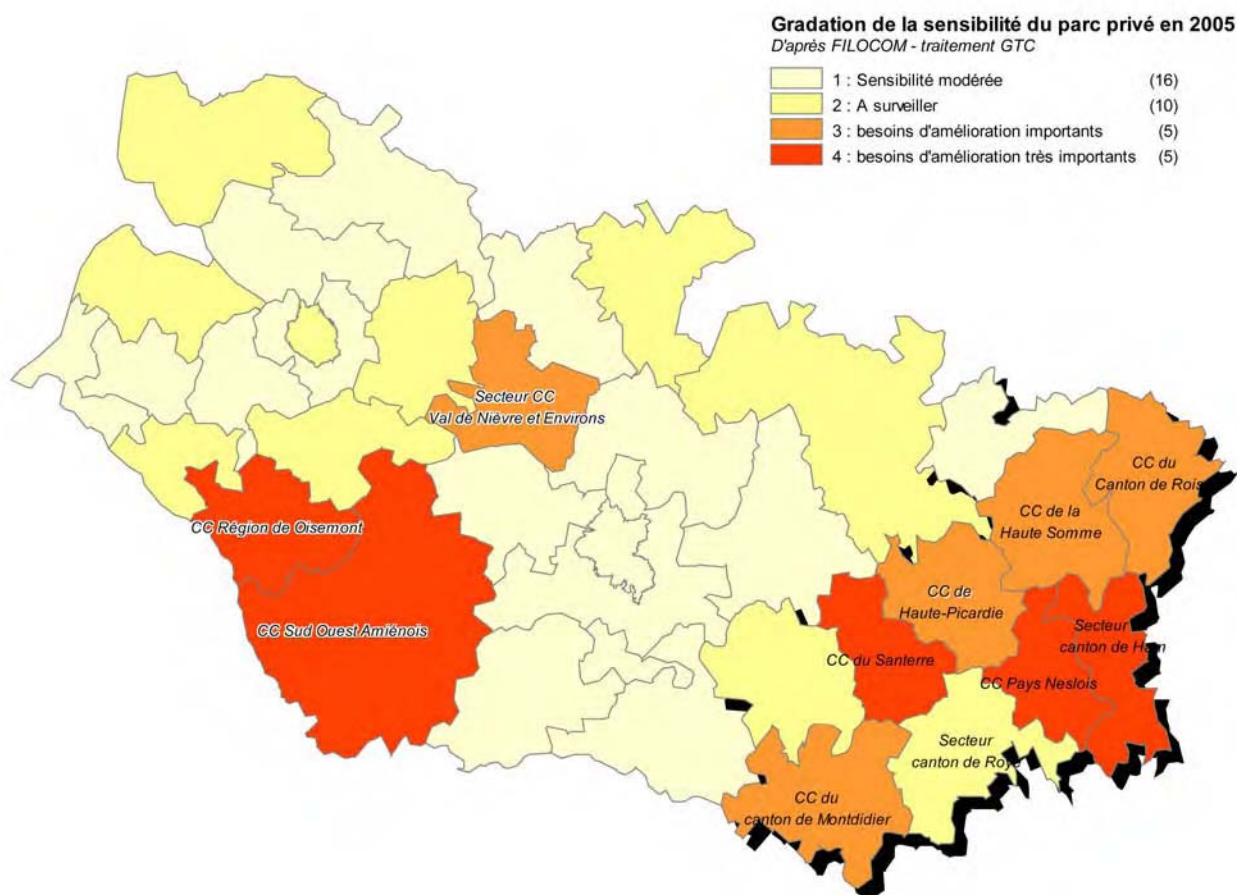 Gradation de la sensibilité du parc privé en 2005
D'après FILOCOM - traitement GTC
1 : Sensibilité modérée (16)
2 : A surveiller (10)
3 : besoins d'amélioration importants (5)
4 : besoins d'amélioration très importants (5)
Secteur CC
Val de Nièvre et Environs
CC du
Canton de Rois
CC de la
Haute Somme
CC Région de Oisemont
CC de
Haute-Picardie
CC Sud Ouest Amiénois
Secteur
canton de Ham
CC du Santerre
CC Pays Neslois
Secteur
canton de Roye
CC du
canton de Montdidier